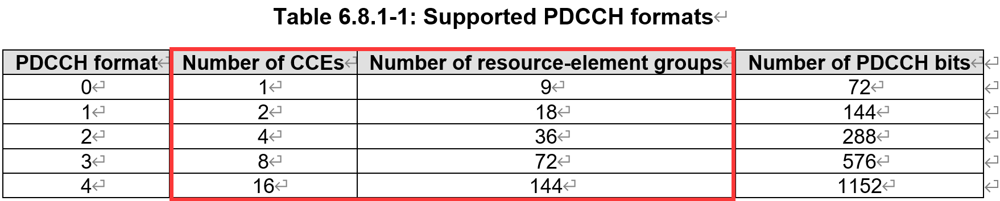 Table 6.8.1-1: Supported PDCCH formats↵
PDCCH format↵ Number of CCEs↵ Number of resource-element groups↵ Number of PDCCH bits↵ ↵
0↵ 1↵ 9↵ 72↵ ↵
1↵ 2↵ 18↵ 144↵ ↵
2↵ 4↵ 36↵ 288↵ ↵
3↵ 8↵ 72↵ 576↵ ↵
4↵ 16↵ 144↵ 1152↵ ↵